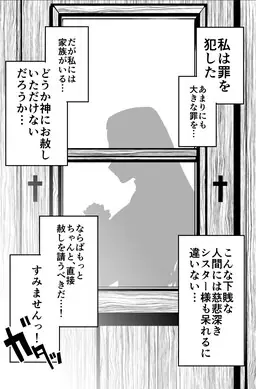 私は罪を
犯した
あまりにも
大きな罪を…
だが私には
家族がいる…
どうか神にお赦し
いただけない
だろうか…
こんな下賎な
人間には慈悲深き
シスター様も呆れるに
違いない…
ならばもっと
ちゃんと、直接
赦しを請うべきだ…!
すみませんっ!
ガタッ